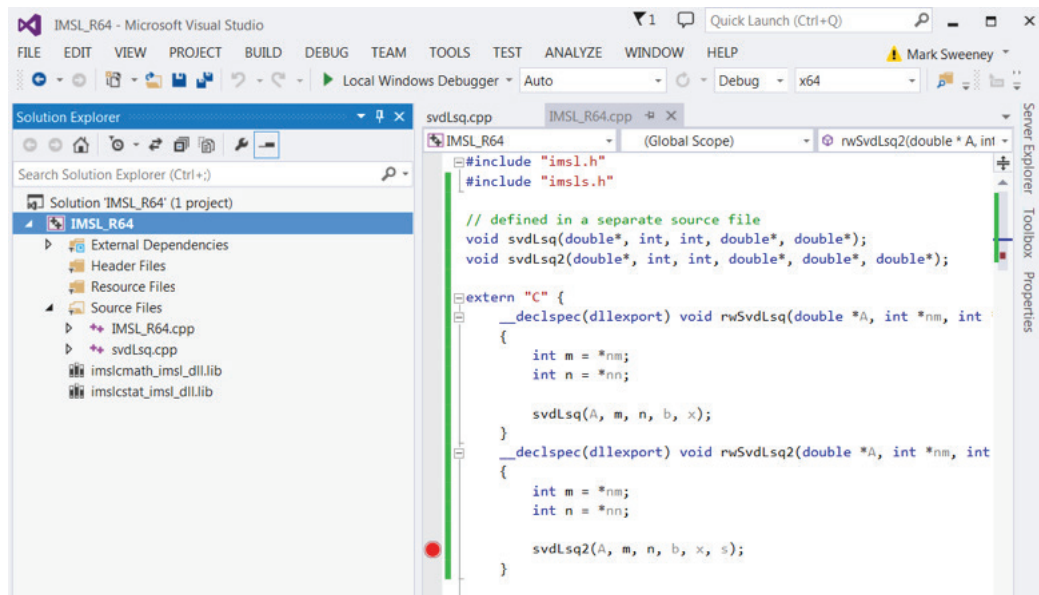 IMSL_R64 - Microsoft Visual Studio
1
Quick Launch (Ctrl+Q)
FILE EDIT VIEW PROJECT BUILD DEBUG TEAM TOOLS TEST ANALYZE WINDOW HELP
Mark Sweeney
Local Windows Debugger
Auto
Debug
x64
Solution Explorer
Search Solution Explorer (Ctrl+;)
Solution 'IMSL_R64' (1 project)
IMSL_R64
External Dependencies
Header Files
Resource Files
Source Files
IMSL_R64.cpp
svdLsq.cpp
imslcmath_imsl_dll.lib
imslcstat_imsl_dll.lib
svdLsq.cpp
IMSL_R64.cpp
IMSL_R64
(Global Scope)
rwSvdLsq2(double * A, int
#include "imsl.h"
#include "imsls.h"
// defined in a separate source file
void svdLsq(double*, int, int, double*, double*);
void svdLsq2(double*, int, int, double*, double*, double*);
extern "C" {
__declspec(dllexport) void rwSvdLsq(double *A, int *nm, int
{
int m = *nm;
int n = *nn;
svdLsq(A, m, n, b, x);
}
__declspec(dllexport) void rwSvdLsq2(double *A, int *nm, int
{
int m = *nm;
int n = *nn;
svdLsq2(A, m, n, b, x, s);
}
Server Explorer
Toolbox
Properties